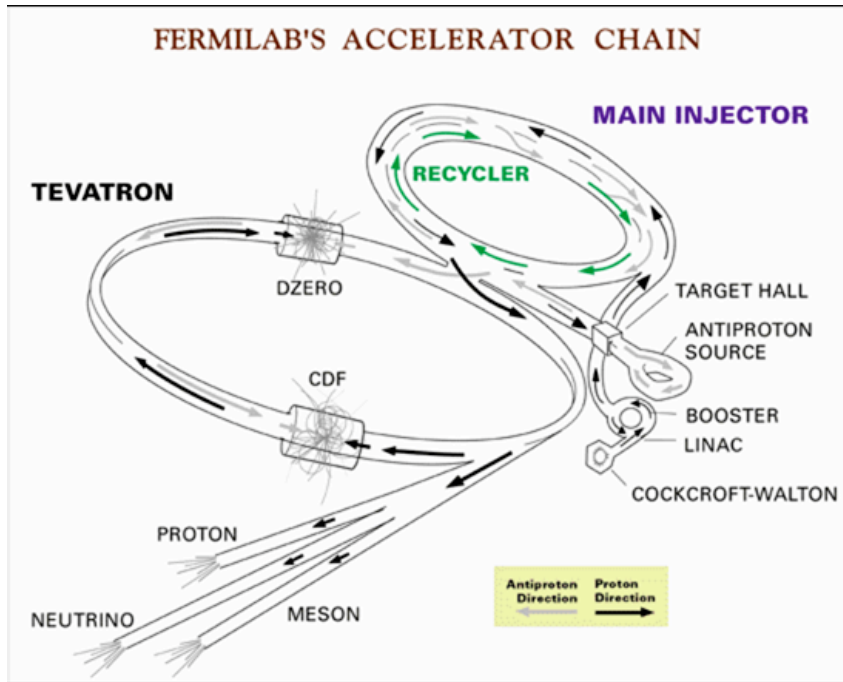 FERMILAB'S ACCELERATOR CHAIN
MAIN INJECTOR
RECYCLER
TEVATRON
DZERO
TARGET HALL
ANTIPROTON
SOURCE
CDF
BOOSTER
LINAC
COCKCROFT-WALTON
PROTON
NEUTRINO
MESON
Antiproton Proton
Direction Direction